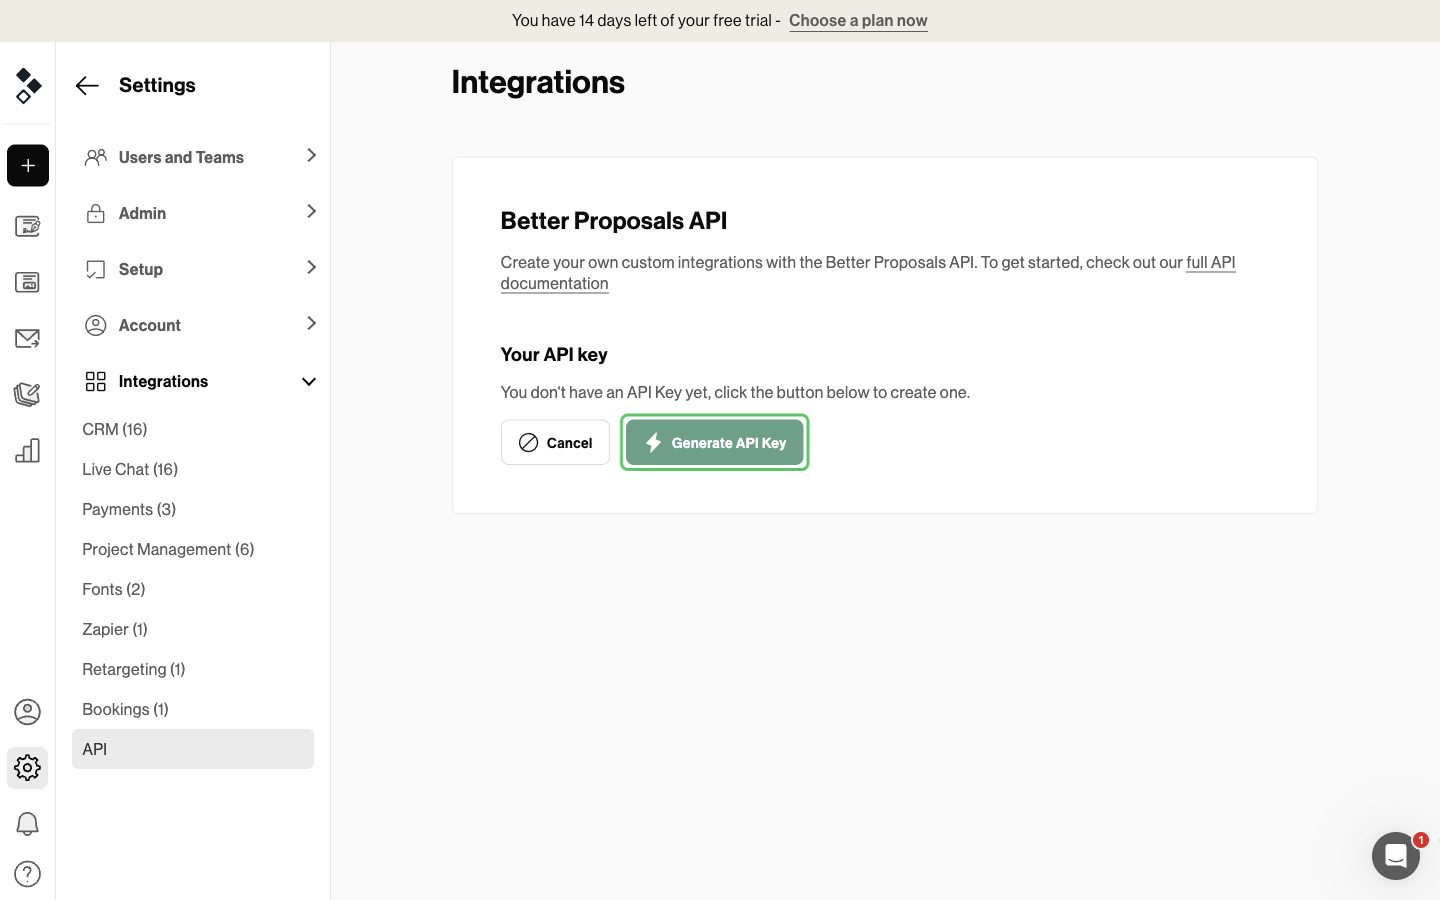 You have 14 days left of your free trial - Choose a plan now
Settings
Users and Teams
Admin
Setup
Account
Integrations
CRM (16)
Live Chat (16)
Payments (3)
Project Management (6)
Fonts (2)
Zapier (1)
Retargeting (1)
Bookings (1)
API
Integrations
Better Proposals API
Create your own custom integrations with the Better Proposals API. To get started, check out our full API
documentation
Your API key
You don't have an API Key yet, click the button below to create one.
Cancel
Generate API Key
1